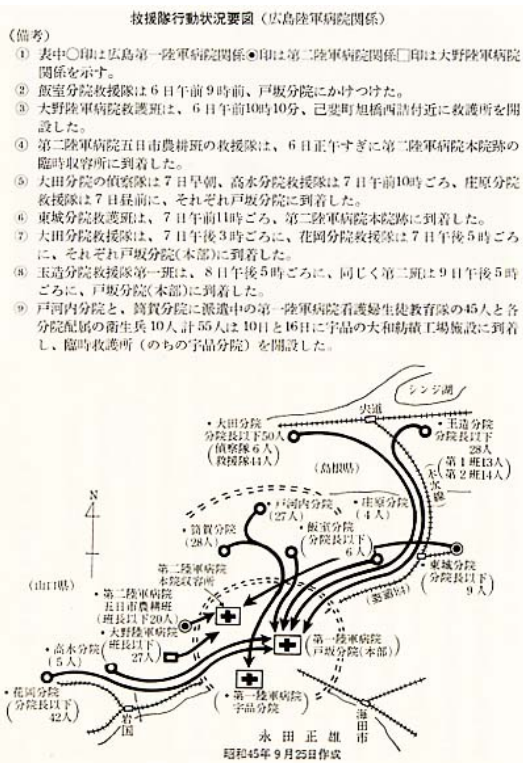 救援隊行動状況要図（広島陸軍病院関係）
（備考）
① 表中○印は広島第一陸軍病院関係◉印は第二陸軍病院関係□印は大野陸軍病院
関係を示す。
② 飯室分院救援隊は6日午前9時前、戸坂分院にかけつけた。
③ 大野陸軍病院救護班は、6日午前10時10分、己斐町旭橋西詰付近に救護所を開
設した。
④ 第二陸軍病院五日市農耕班の救援隊は、6日正午すぎに第二陸軍病院本院跡の
臨時収容所に到着した。
⑤ 大田分院の偵察隊は7日早朝、高水分院救援隊は7日午前10時ごろ、庄原分院
救援隊は7日昼前に、それぞれ戸坂分院に到着した。
⑥ 東城分院救護班は、7日午前11時ごろ、第二陸軍病院本院跡に到着した。
⑦ 大田分院救援隊は、7日午後3時ごろに、花岡分院救援隊は7日午後5時ごろ
に、それぞれ戸坂分院(本部)に到着した。
⑧ 玉造分院救援隊第一班は、8日午後5時ごろに、同じく第二班は9日午後5時
ごろに、戸坂分院(本部)に到着した。
⑨ 戸河内分院と、筒賀分院に派遣中の第一陸軍病院看護婦生徒教育隊の45人と各
分院配属の衛生兵10人計55人は10日と16日に宇品の大和紡績工場施設に到着
し、臨時救護所（のちの宇品分院）を開設した。
シンジ湖
宍道
・大田分院
分院長以下50人
（偵察隊6人
救援隊44人）
・玉造分院
分院長以下
28人
（第1班13人
第2班14人）
（島根県）
（木次線）
N
・戸河内分院
（27人）
・庄原分院
（4人）
・筒賀分院
（28人）
・飯室分院
（分院長以下
6人）
・東城分院
（分院長以下
9人）
第二陸軍病院
本院収容所
（山口県）
・第二陸軍病院
五日市農耕班
（班長以下20人）
・大野陸軍病院
（班長以下
27人）
・高水分院
（5人）
（第一陸軍病院
戸坂分院(本部)）
・花岡分院
（分院長以下
42人）
・第一陸軍病院
宇品分院
岩国
海田市
永田正雄
昭和45年9月25日作成